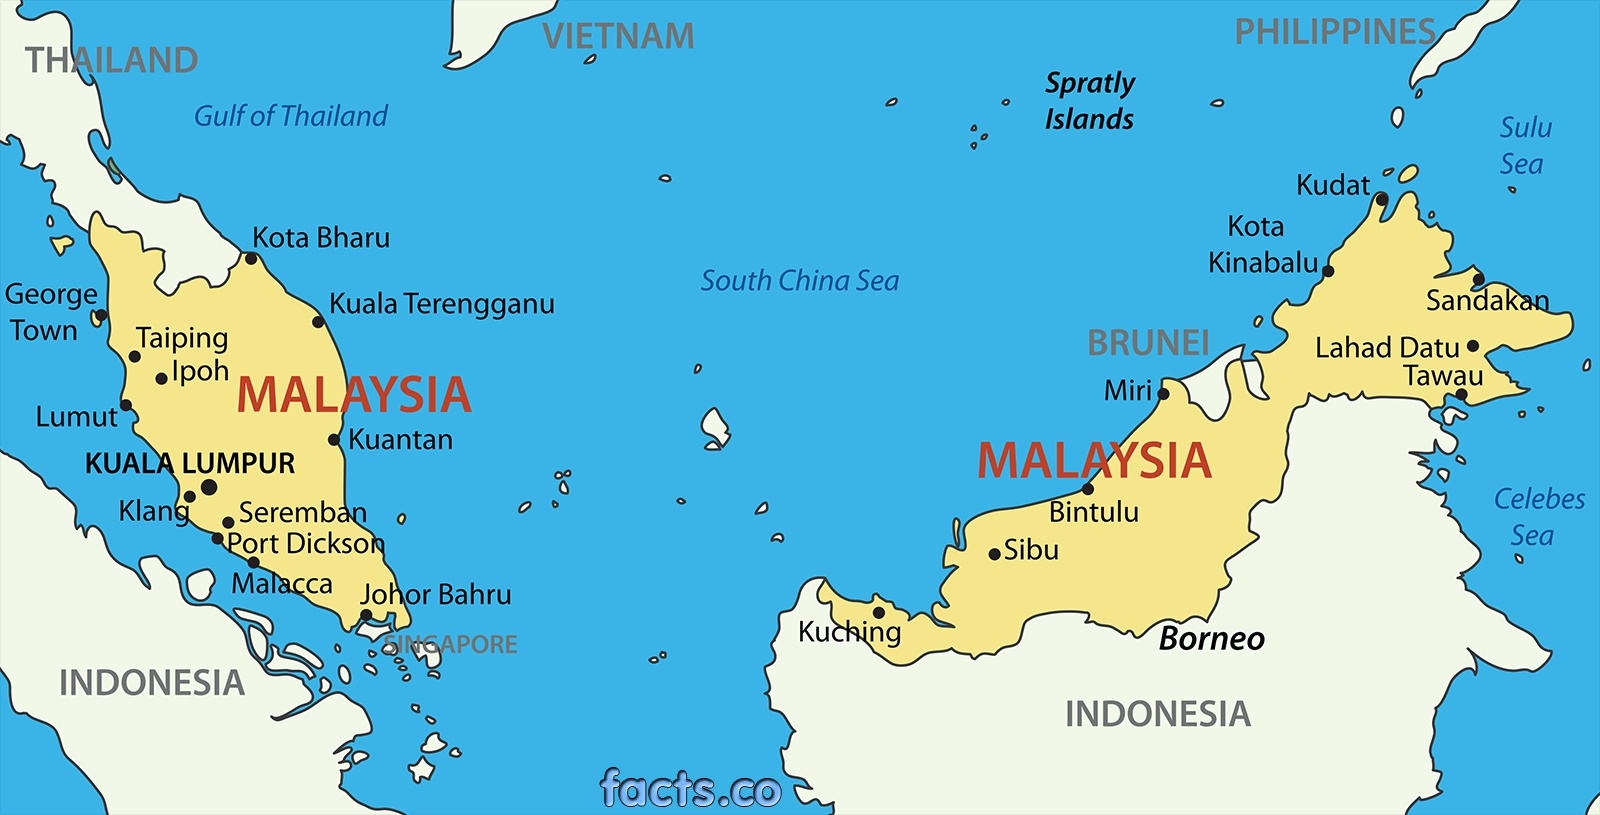 THAILAND
VIETNAM
PHILIPPINES
Gulf of Thailand
Spratly
Islands
Sulu
Sea
Kudat
Kota
Kinabalu
Kota Bharu
George
Town
Kuala Terengganu
South China Sea
Sandakan
Taiping
Ipoh
BRUNEI
Lahad Datu
Tawau
MALAYSIA
Miri
Lumut
Kuantan
KUALA LUMPUR
MALAYSIA
Klang
Seremban
Bintulu
Celebes
Sea
Port Dickson
Sibu
Malacca
Johor Bahru
Kuching
SINGAPORE
Borneo
INDONESIA
INDONESIA
facts.co